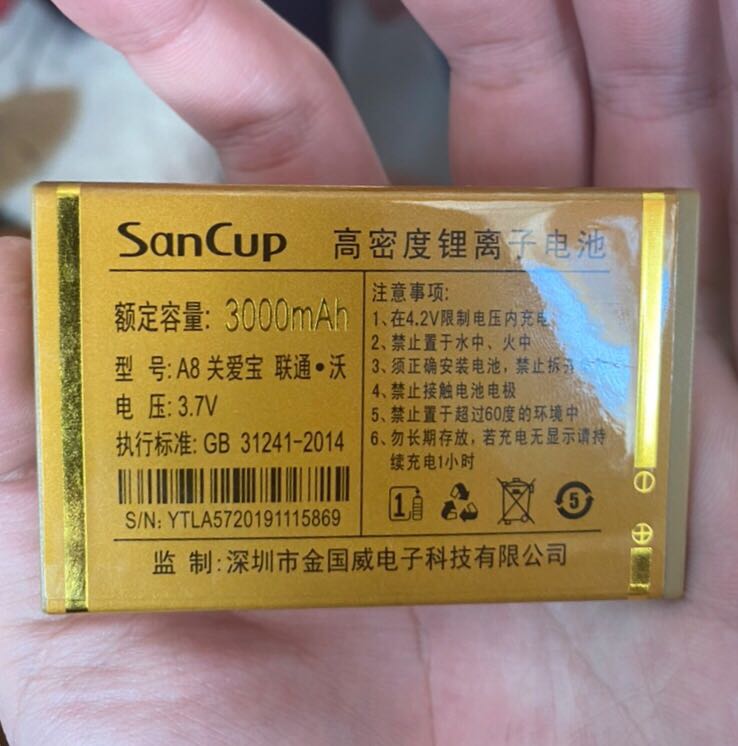 SanCup 高密度锂离子电池
额定容量: 3000mAh
型 号: A8 关爱宝 联通•沃
电 压: 3.7V
执行标准: GB 31241-2014
S/N: YTLA5720191115869
注意事项:
1、在4.2V限制电压内充电
2、禁止置于水中、火中
3、须正确安装电池，禁止拆
4、禁止接触电池电极
5、禁止置于超过60度的环境中
6、勿长期存放，若充电无显示请持
续充电1小时
1
5
监 制: 深圳市金国威电子科技有限公司